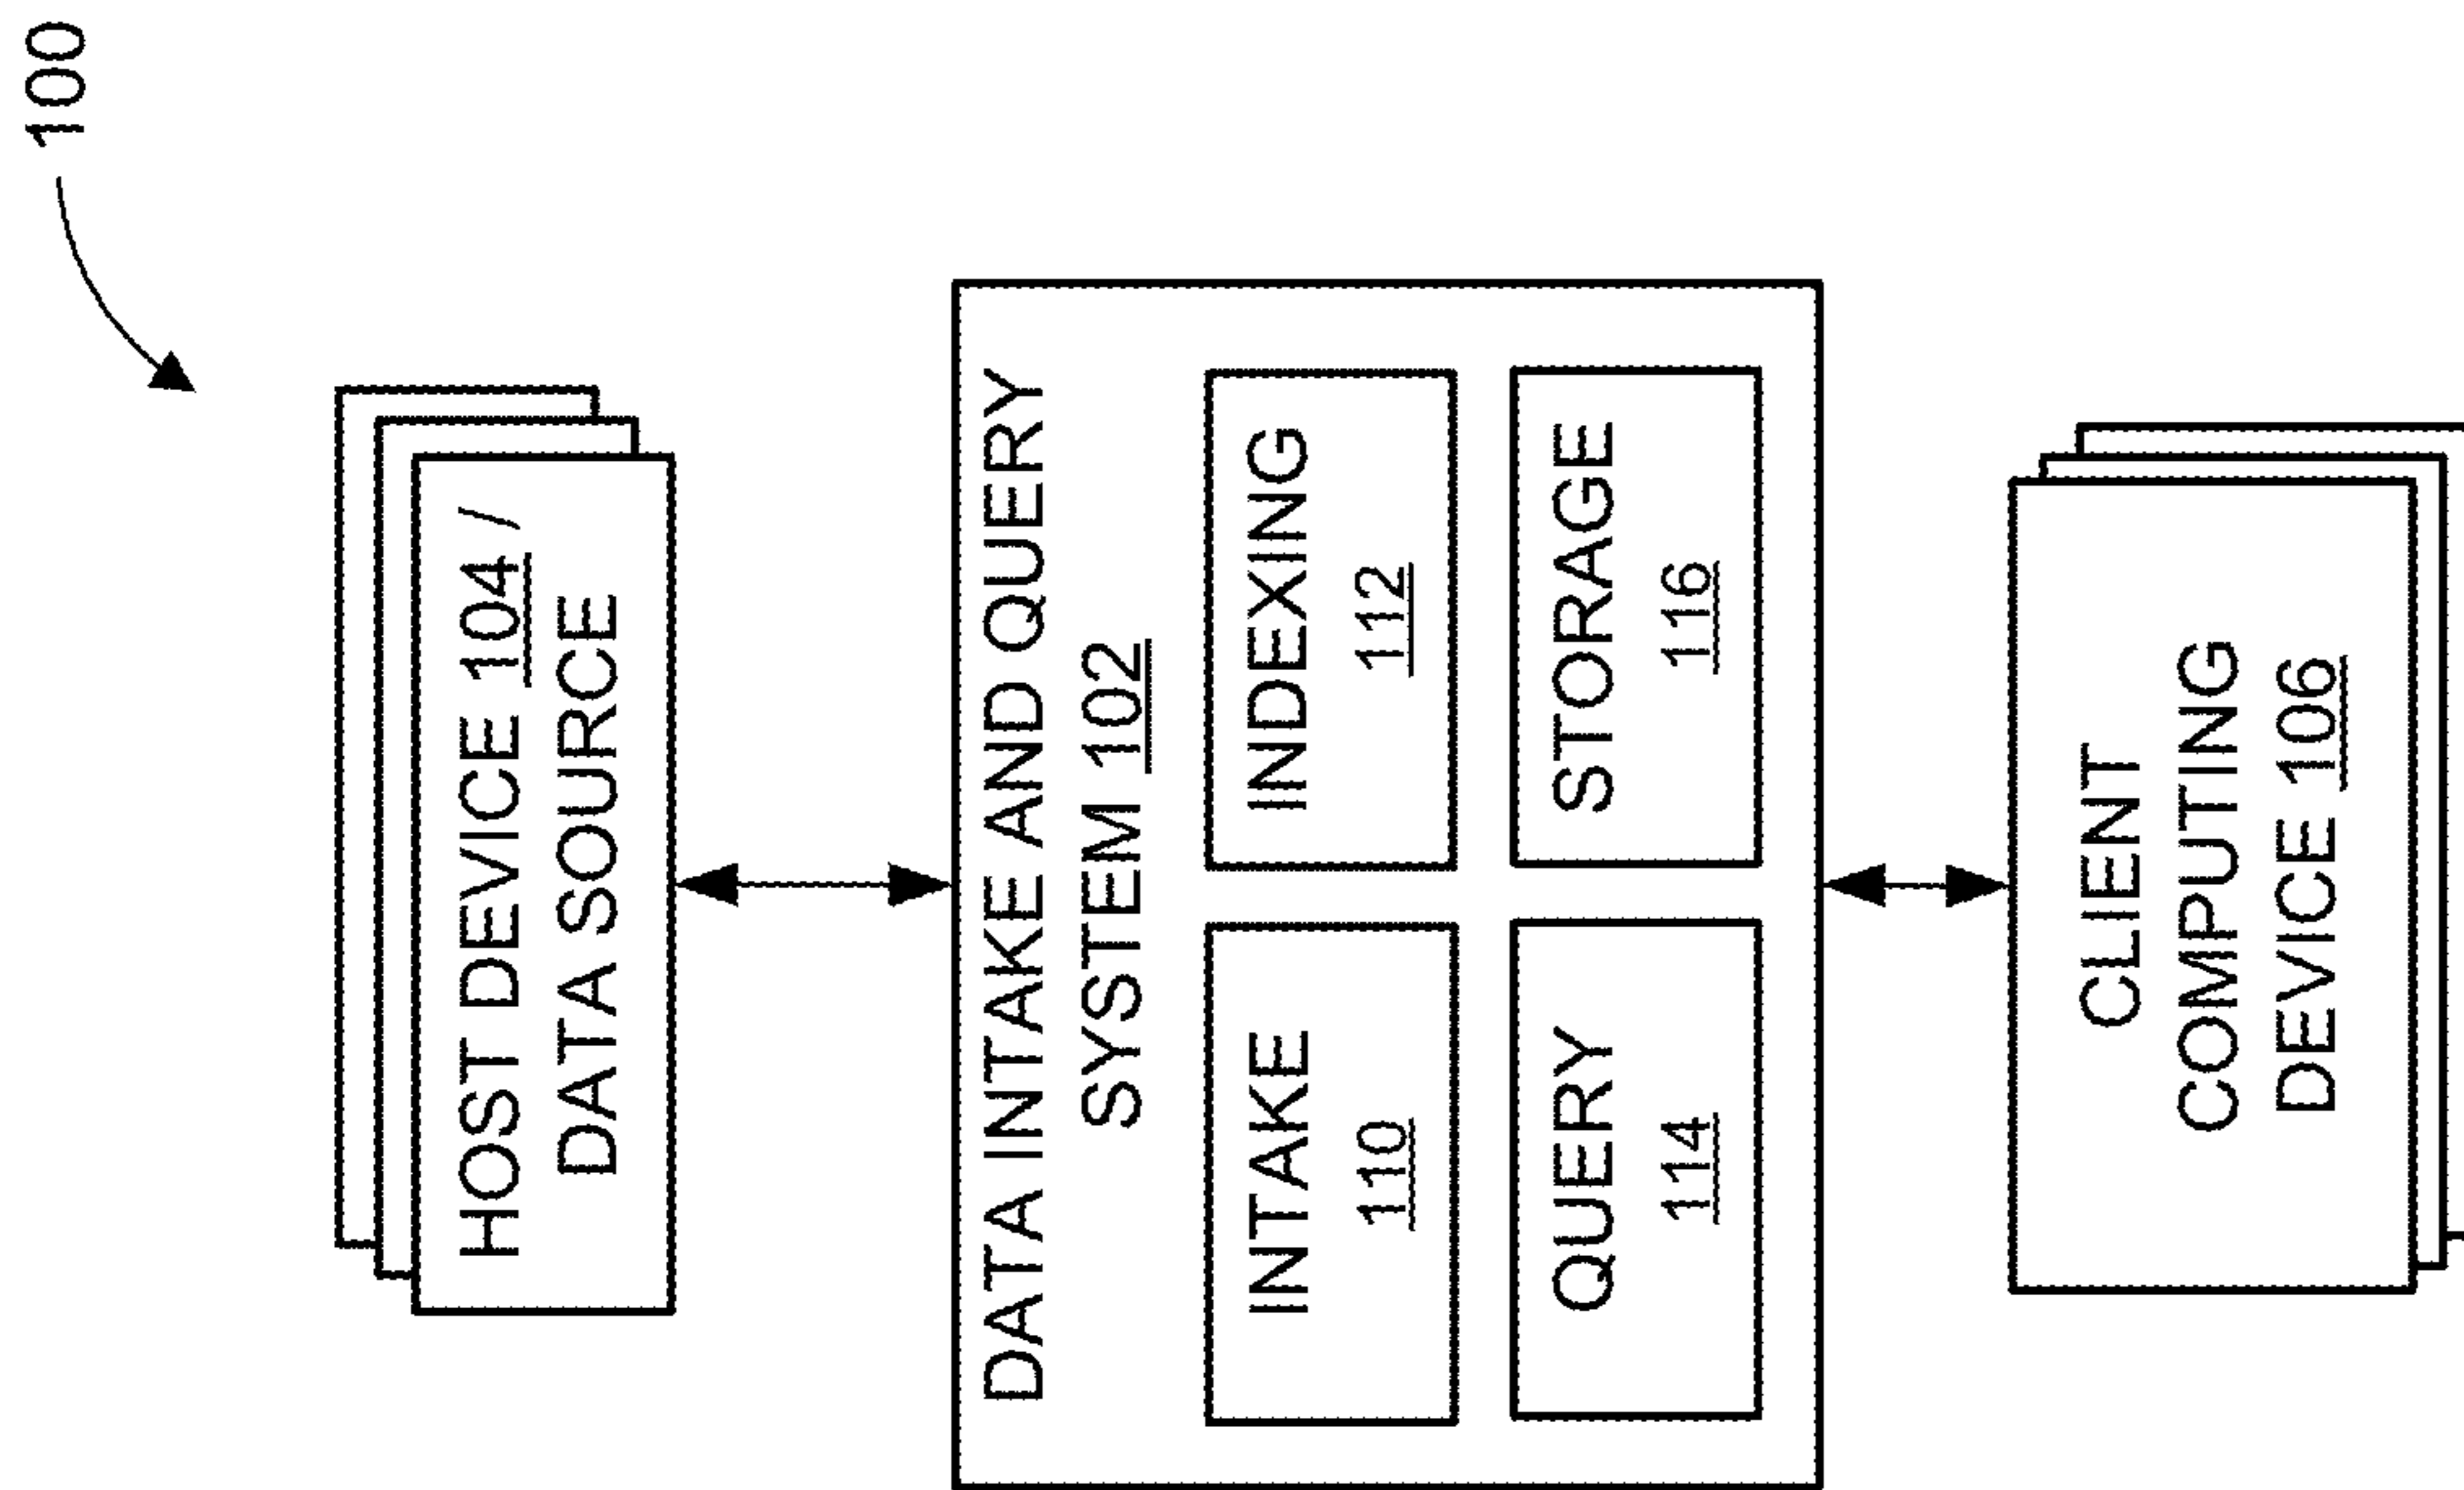 100
HOST DEVICE 104 /
DATA SOURCE
DATA INTAKE AND QUERY
SYSTEM 102
INTAKE
110
INDEXING
112
QUERY
114
STORAGE
116
CLIENT
COMPUTING
DEVICE 106